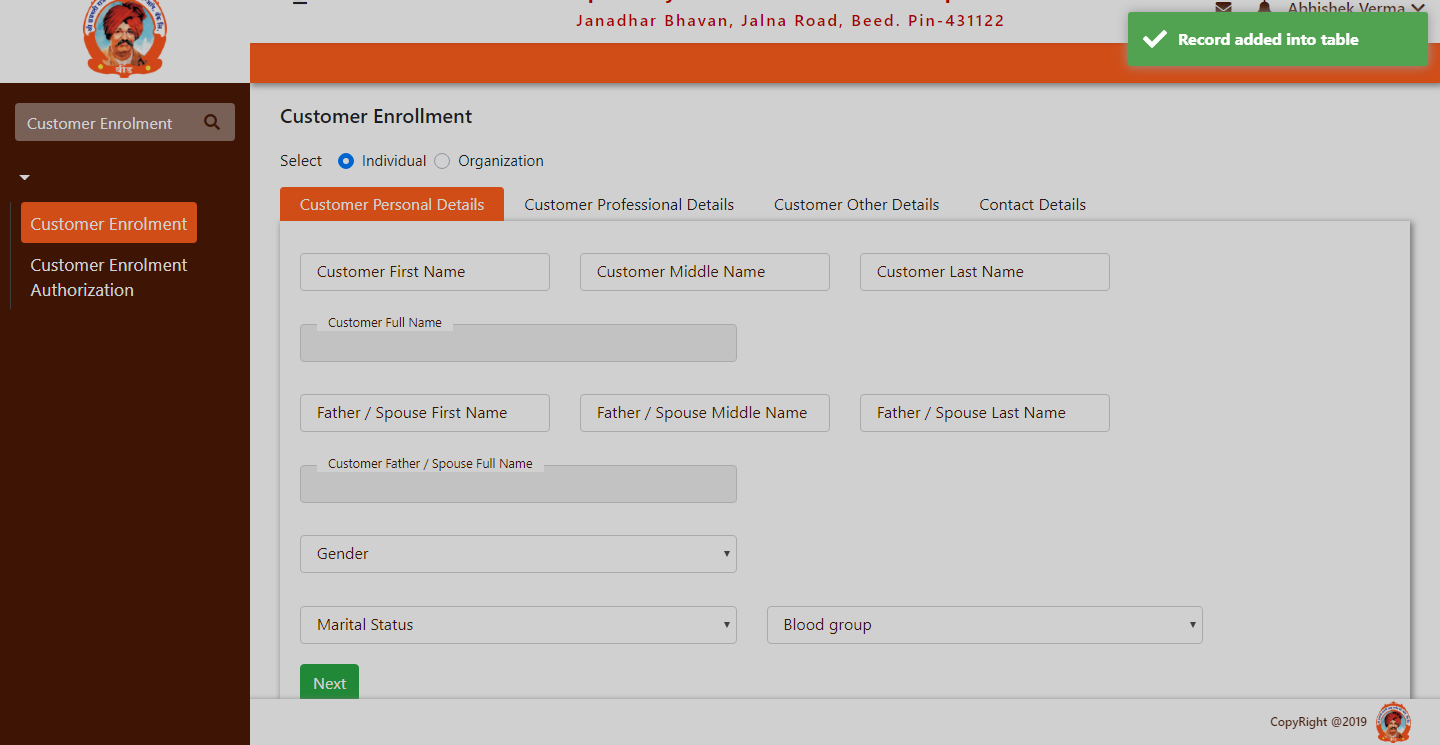 Janadhar Bhavan, Jalna Road, Beed. Pin-431122
Abhishek Verma
Record added into table
बीड
Customer Enrolment
Customer Enrolment
Customer Enrolment
Authorization
Customer Enrollment
Select Individual Organization
Customer Personal Details Customer Professional Details Customer Other Details Contact Details
Customer First Name Customer Middle Name Customer Last Name
Customer Full Name
Father / Spouse First Name Father / Spouse Middle Name Father / Spouse Last Name
Customer Father / Spouse Full Name
Gender
Marital Status Blood group
Next
CopyRight @2019